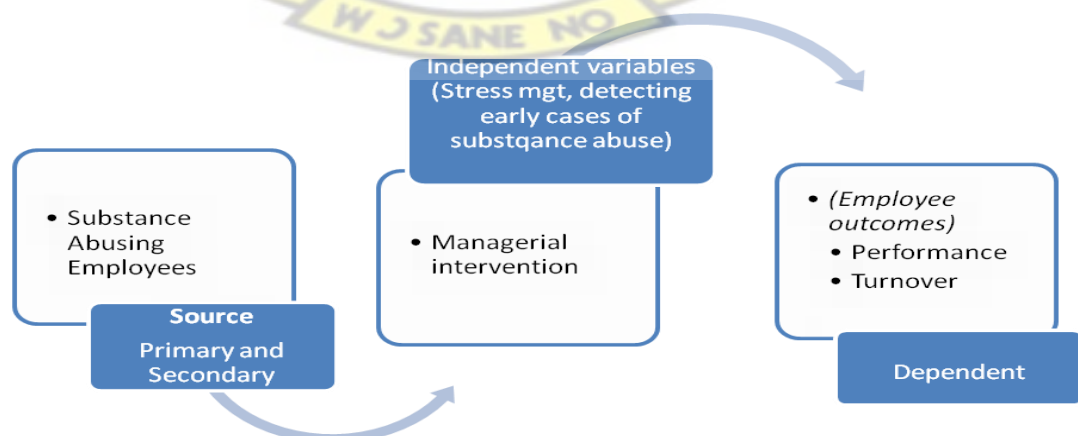 W Ɔ SANE NO
Independent variables
(Stress mgt, detecting
early cases of
substqance abuse)
• Substance
Abusing
Employees
Source
Primary and
Secondary
• Managerial
intervention
• (Employee
outcomes)
• Performance
• Turnover
Dependent